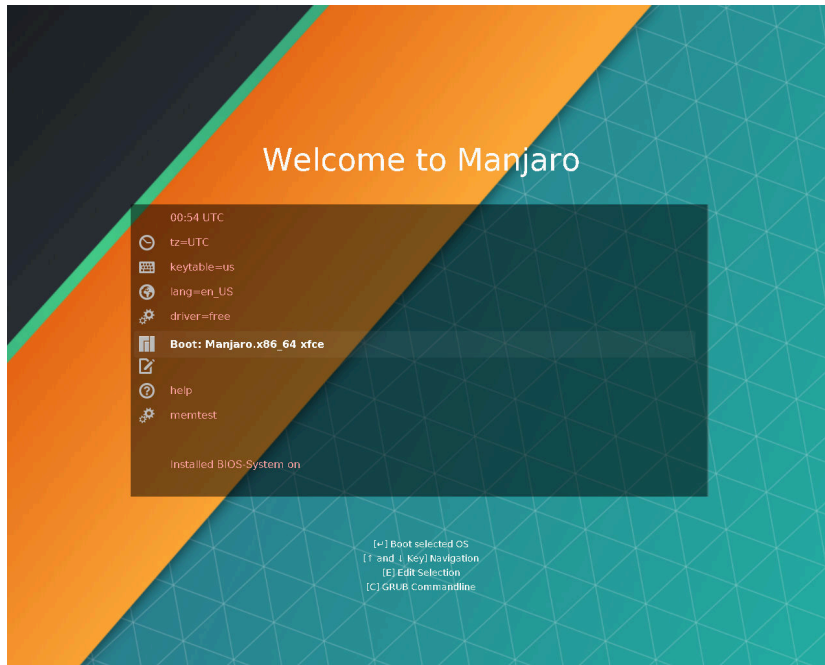 Welcome to Manjaro
00:54 UTC
tz=UTC
keytable=us
lang=en_US
driver=free
Boot: Manjaro.x86_64 xfce
help
memtest
Installed BIOS-System on
[↵] Boot selected OS
[↑ and ↓ Key] Navigation
[E] Edit Selection
[C] GRUB Commandline